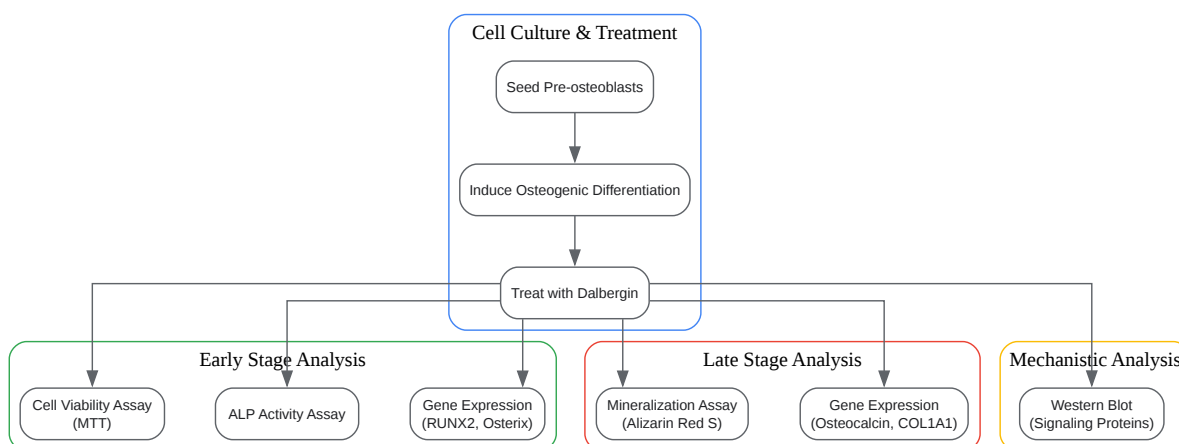 Cell Culture & Treatment
Seed Pre-osteoblasts
Induce Osteogenic Differentiation
Treat with Dalbergin
Early Stage Analysis
Late Stage Analysis
Mechanistic Analysis
Cell Viability Assay
(MTT)
ALP Activity Assay
Gene Expression
(RUNX2, Osterix)
Mineralization Assay
(Alizarin Red S)
Gene Expression
(Osteocalcin, COL1A1)
Western Blot
(Signaling Proteins)